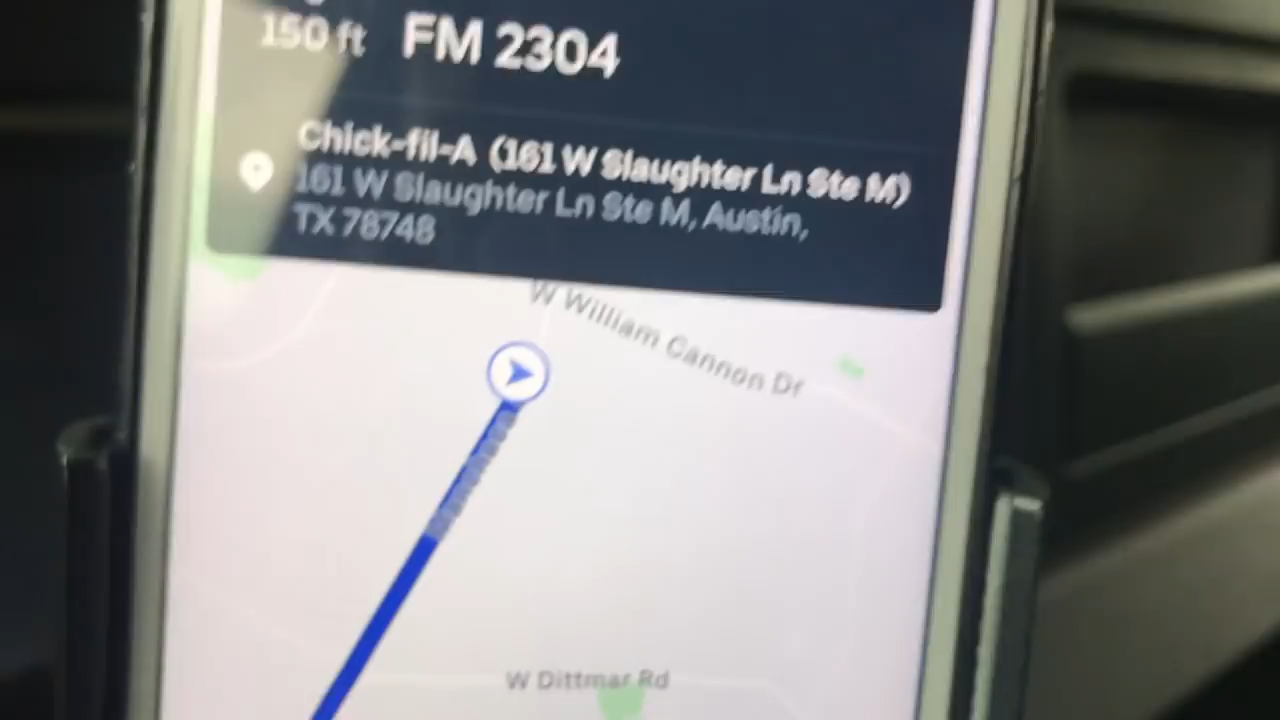 150 ft FM 2304
Chick-fil-A (161 W Slaughter Ln Ste M)
161 W Slaughter Ln Ste M, Austin,
TX 78748
W William Cannon Dr
W Dittmar Rd